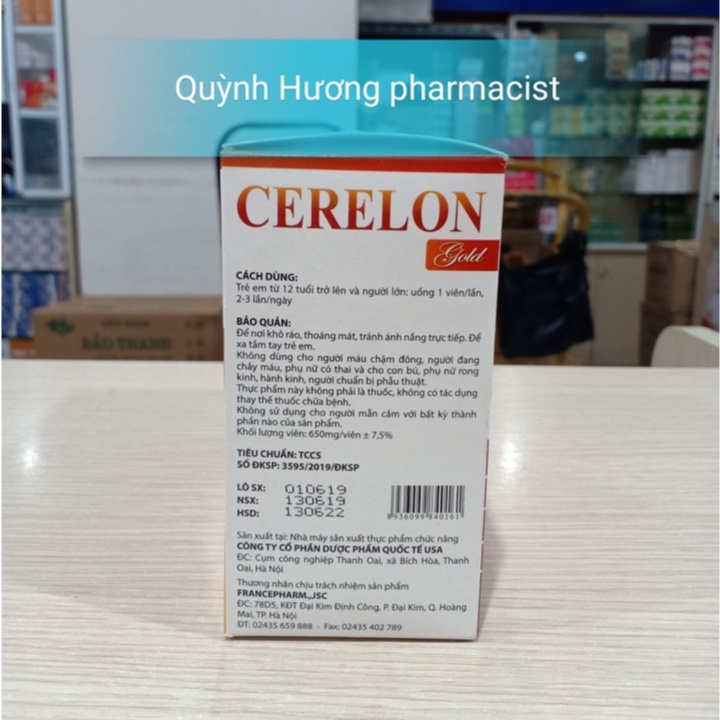 Quỳnh Hương pharmacist
CERELON
Gold
CÁCH DÙNG:
Trẻ em từ 12 tuổi trở lên và người lớn: uống 1 viên/lần,
2-3 lần/ngày
BẢO QUẢN:
Để nơi khô ráo, thoáng mát, tránh ánh nắng trực tiếp. Để
xa tầm tay trẻ em.
Không dùng cho người máu chậm đông, người đang
chảy máu, phụ nữ có thai và cho con bú, phụ nữ rong
kinh, hành kinh, người chuẩn bị phẫu thuật.
Thực phẩm này không phải là thuốc, không có tác dụng
thay thế thuốc chữa bệnh.
Không sử dụng cho người mẫn cảm với bất kỳ thành
phần nào của sản phẩm.
Khối lượng viên: 650mg/viên ± 7,5%
TIÊU CHUẨN: TCCS
SỐ ĐKSP: 3595/2019/ĐKSP
LÔ SX: 010619
NSX: 130619
HSD: 130622
8 936099 840161
Sản xuất tại: Nhà máy sản xuất thực phẩm chức năng
CÔNG TY CỔ PHẦN DƯỢC PHẨM QUỐC TẾ USA
ĐC: Cụm công nghiệp Thanh Oai, xã Bích Hòa, Thanh
Oai, Hà Nội
Thương nhân chịu trách nhiệm sản phẩm
FRANCEPHARM.,JSC
ĐC: 78D5, KĐT Đại Kim Định Công, P. Đại Kim, Q. Hoàng
Mai, TP. Hà Nội
ĐT: 02435 659 888 - Fax: 02435 402 789
BẢO THANH